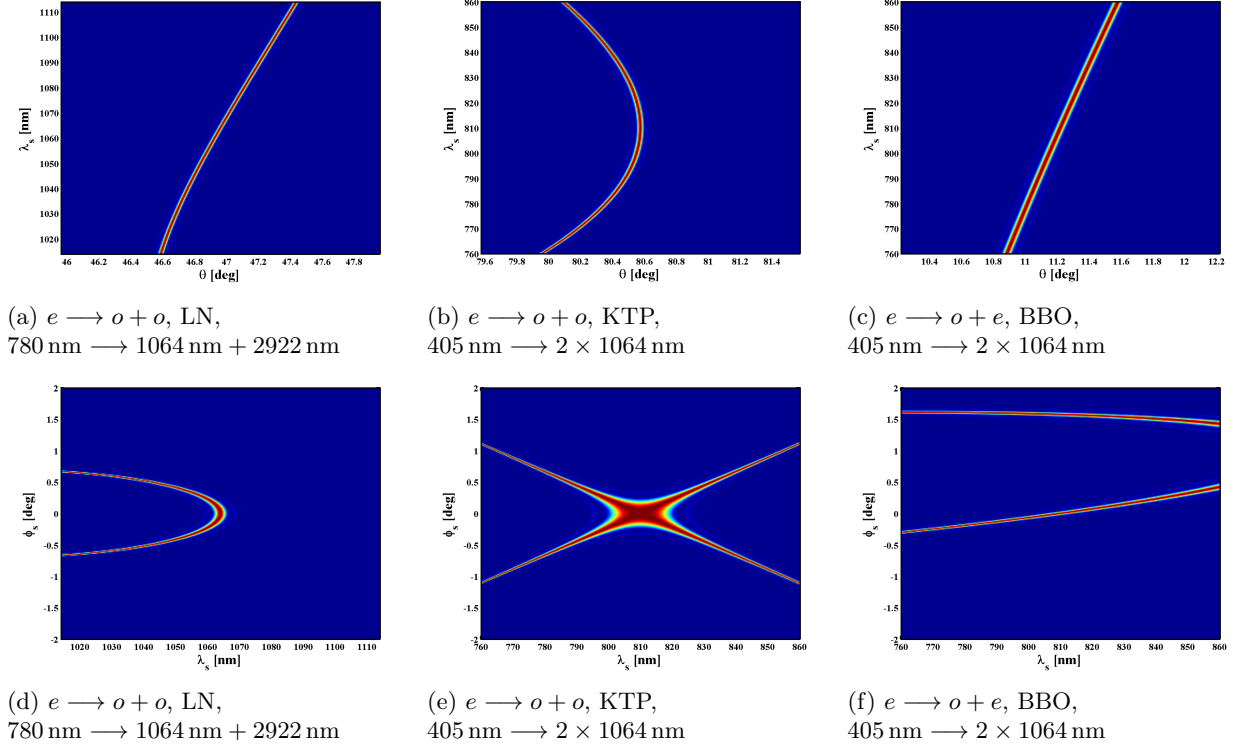 1110
1100
1090
1080
1070
1060
1050
1040
1030
1020
λs [nm]
46 46.2 46.4 46.6 46.8 47 47.2 47.4 47.6 47.8
θ [deg]
860
850
840
830
820
810
800
790
780
770
760
λs [nm]
79.6 79.8 80 80.2 80.4 80.6 80.8 81 81.2 81.4
θ [deg]
860
850
840
830
820
810
800
790
780
770
760
λs [nm]
10.4 10.6 10.8 11 11.2 11.4 11.6 11.8 12 12.2
θ [deg]
(a) e ⟶ o + o, LN,
780 nm ⟶ 1064 nm + 2922 nm
(b) e ⟶ o + o, KTP,
405 nm ⟶ 2 × 1064 nm
(c) e ⟶ o + e, BBO,
405 nm ⟶ 2 × 1064 nm
2
1.5
1
0.5
0
-0.5
-1
-1.5
-2
ϕs [deg]
1020 1030 1040 1050 1060 1070 1080 1090 1100 1110
λs [nm]
2
1.5
1
0.5
0
-0.5
-1
-1.5
-2
ϕs [deg]
760 770 780 790 800 810 820 830 840 850 860
λs [nm]
2
1.5
1
0.5
0
-0.5
-1
-1.5
-2
ϕs [deg]
760 770 780 790 800 810 820 830 840 850 860
λs [nm]
(d) e ⟶ o + o, LN,
780 nm ⟶ 1064 nm + 2922 nm
(e) e ⟶ o + o, KTP,
405 nm ⟶ 2 × 1064 nm
(f) e ⟶ o + e, BBO,
405 nm ⟶ 2 × 1064 nm